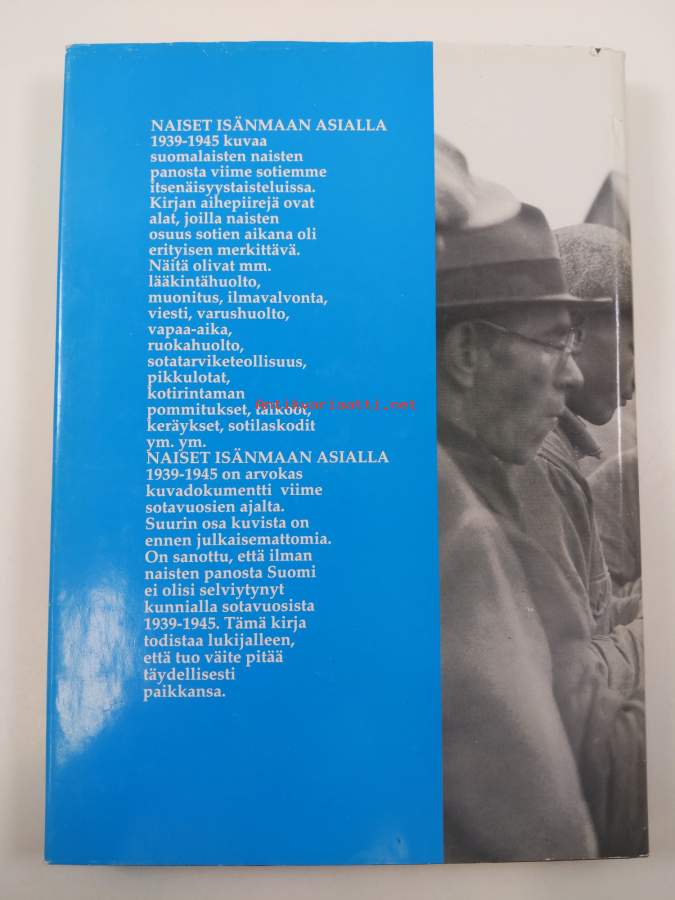 NAISET ISÄNMAAN ASIALLA
1939-1945 kuvaa
suomalaisten naisten
panosta viime sotiemme
itsenäisyystaisteluissa.
Kirjan aihepiirejä ovat
alat, joilla naisten
osuus sotien aikana oli
erityisen merkittävä.
Näitä olivat mm.
lääkintähuolto,
muonitus, ilmavalvonta,
viesti, varushuolto,
vapaa-aika,
ruokahuolto,
sotatarviketeollisuus,
pikkulotat,
kotirintaman
pommitukset, talkoot,
Antikvariaatti.net
keräykset, sotilaskodit
ym. ym.
NAISET ISÄNMAAN ASIALLA
1939-1945 on arvokas
kuvadokumentti viime
sotavuosien ajalta.
Suurin osa kuvista on
ennen julkaisemattomia.
On sanottu, että ilman
naisten panosta Suomi
ei olisi selviytynyt
kunnialla sotavuosista
1939-1945. Tämä kirja
todistaa lukijalleen,
että tuo väite pitää
täydellisesti
paikkansa.